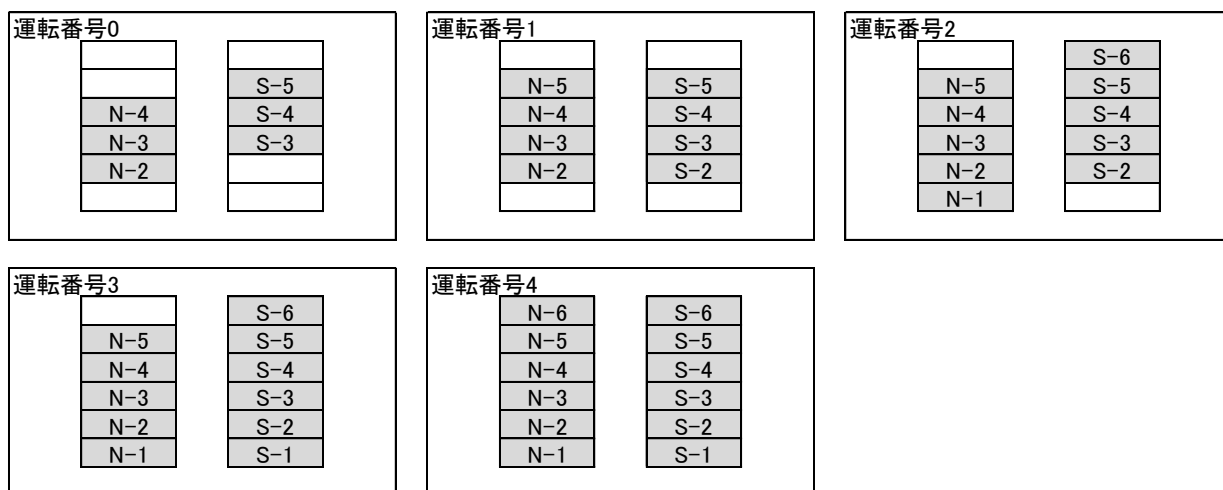 運転番号0
S-5
N-4 S-4
N-3 S-3
N-2
運転番号1
N-5 S-5
N-4 S-4
N-3 S-3
N-2 S-2
運転番号2
S-6
N-5 S-5
N-4 S-4
N-3 S-3
N-2 S-2
N-1
運転番号3
S-6
N-5 S-5
N-4 S-4
N-3 S-3
N-2 S-2
N-1 S-1
運転番号4
N-6 S-6
N-5 S-5
N-4 S-4
N-3 S-3
N-2 S-2
N-1 S-1